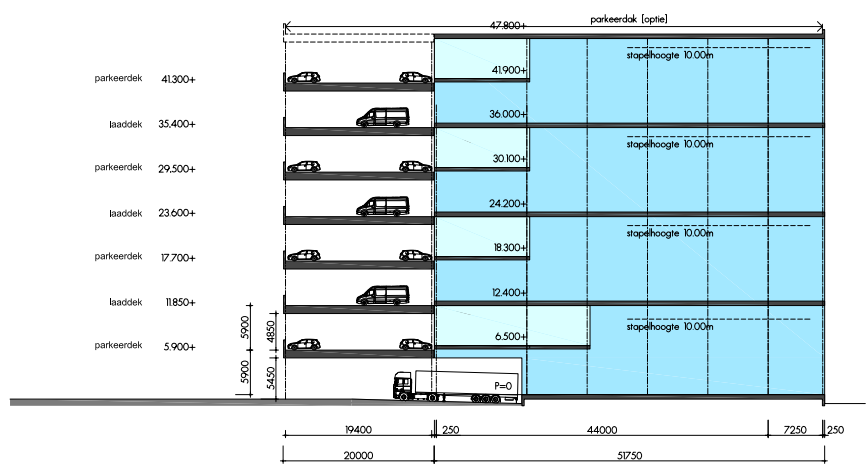 parkeerdak [optie]
47.800+
stapelhoogte 10.00m
parkeerdek 41.300+
41.900+
laaddek 35.400+
36.000+
stapelhoogte 10.00m
parkeerdek 29.500+
30.100+
laaddek 23.600+
24.200+
stapelhoogte 10.00m
parkeerdek 17.700+
18.300+
laaddek 11.850+
12.400+
stapelhoogte 10.00m
5900
4850
6.500+
parkeerdek 5.900+
5900
5450
P=0
19400 250 44000 7250 250
20000 51750